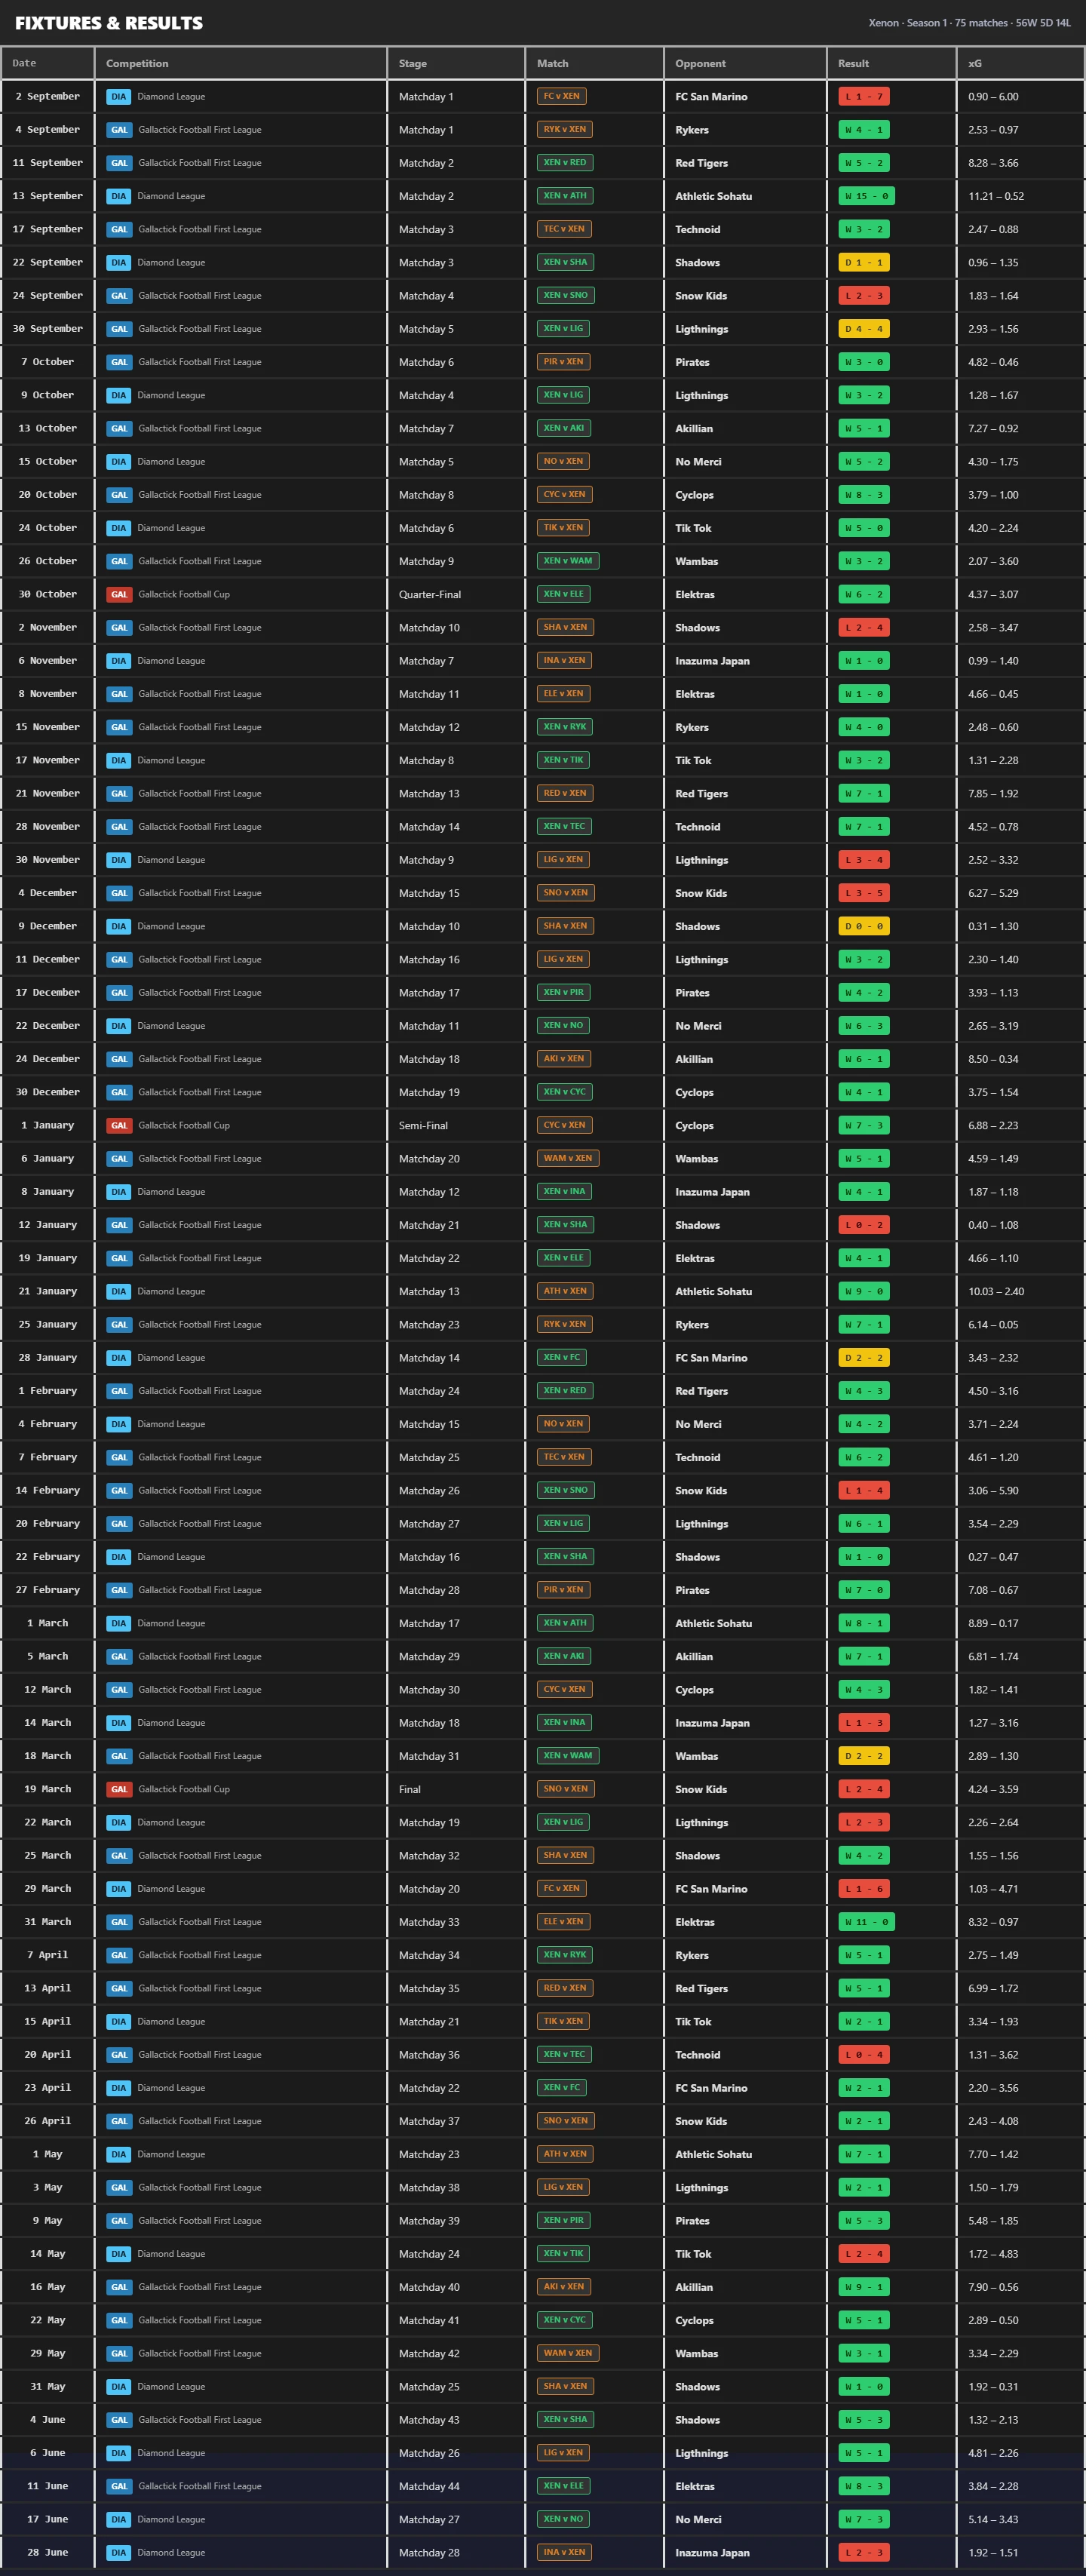 FIXTURES & RESULTS Xenon · Season 1 · 75 matches · 56W 5D 14L
Date Competition Stage Match Opponent Result xG
2 September DIA Diamond League Matchday 1 FC v XEN FC San Marino L 1 - 7 0.90 – 6.00
4 September GAL Gallactick Football First League Matchday 1 RYK v XEN Rykers W 4 - 1 2.53 – 0.97
11 September GAL Gallactick Football First League Matchday 2 XEN v RED Red Tigers W 5 - 2 8.28 – 3.66
13 September DIA Diamond League Matchday 2 XEN v ATH Athletic Sohatu W 15 - 0 11.21 – 0.52
17 September GAL Gallactick Football First League Matchday 3 TEC v XEN Technoid W 3 - 2 2.47 – 0.88
22 September DIA Diamond League Matchday 3 XEN v SHA Shadows D 1 - 1 0.96 – 1.35
24 September GAL Gallactick Football First League Matchday 4 XEN v SNO Snow Kids L 2 - 3 1.83 – 1.64
30 September GAL Gallactick Football First League Matchday 5 XEN v LIG Ligthnings D 4 - 4 2.93 – 1.56
7 October GAL Gallactick Football First League Matchday 6 PIR v XEN Pirates W 3 - 0 4.82 – 0.46
9 October DIA Diamond League Matchday 4 XEN v LIG Ligthnings W 3 - 2 1.28 – 1.67
13 October GAL Gallactick Football First League Matchday 7 XEN v AKI Akillian W 5 - 1 7.27 – 0.92
15 October DIA Diamond League Matchday 5 NO v XEN No Merci W 5 - 2 4.30 – 1.75
20 October GAL Gallactick Football First League Matchday 8 CYC v XEN Cyclops W 8 - 3 3.79 – 1.00
24 October DIA Diamond League Matchday 6 TIK v XEN Tik Tok W 5 - 0 4.20 – 2.24
26 October GAL Gallactick Football First League Matchday 9 XEN v WAM Wambas W 3 - 2 2.07 – 3.60
30 October GAL Gallactick Football Cup Quarter-Final XEN v ELE Elektras W 6 - 2 4.37 – 3.07
2 November GAL Gallactick Football First League Matchday 10 SHA v XEN Shadows L 2 - 4 2.58 – 3.47
6 November DIA Diamond League Matchday 7 INA v XEN Inazuma Japan W 1 - 0 0.99 – 1.40
8 November GAL Gallactick Football First League Matchday 11 ELE v XEN Elektras W 1 - 0 4.66 – 0.45
15 November GAL Gallactick Football First League Matchday 12 XEN v RYK Rykers W 4 - 0 2.48 – 0.60
17 November DIA Diamond League Matchday 8 XEN v TIK Tik Tok W 3 - 2 1.31 – 2.28
21 November GAL Gallactick Football First League Matchday 13 RED v XEN Red Tigers W 7 - 1 7.85 – 1.92
28 November GAL Gallactick Football First League Matchday 14 XEN v TEC Technoid W 7 - 1 4.52 – 0.78
30 November DIA Diamond League Matchday 9 LIG v XEN Ligthnings L 3 - 4 2.52 – 3.32
4 December GAL Gallactick Football First League Matchday 15 SNO v XEN Snow Kids L 3 - 5 6.27 – 5.29
9 December DIA Diamond League Matchday 10 SHA v XEN Shadows D 0 - 0 0.31 – 1.30
11 December GAL Gallactick Football First League Matchday 16 LIG v XEN Ligthnings W 3 - 2 2.30 – 1.40
17 December GAL Gallactick Football First League Matchday 17 XEN v PIR Pirates W 4 - 2 3.93 – 1.13
22 December DIA Diamond League Matchday 11 XEN v NO No Merci W 6 - 3 2.65 – 3.19
24 December GAL Gallactick Football First League Matchday 18 AKI v XEN Akillian W 6 - 1 8.50 – 0.34
30 December GAL Gallactick Football First League Matchday 19 XEN v CYC Cyclops W 4 - 1 3.75 – 1.54
1 January GAL Gallactick Football Cup Semi-Final CYC v XEN Cyclops W 7 - 3 6.88 – 2.23
6 January GAL Gallactick Football First League Matchday 20 WAM v XEN Wambas W 5 - 1 4.59 – 1.49
8 January DIA Diamond League Matchday 12 XEN v INA Inazuma Japan W 4 - 1 1.87 – 1.18
12 January GAL Gallactick Football First League Matchday 21 XEN v SHA Shadows L 0 - 2 0.40 – 1.08
19 January GAL Gallactick Football First League Matchday 22 XEN v ELE Elektras W 4 - 1 4.66 – 1.10
21 January DIA Diamond League Matchday 13 ATH v XEN Athletic Sohatu W 9 - 0 10.03 – 2.40
25 January GAL Gallactick Football First League Matchday 23 RYK v XEN Rykers W 7 - 1 6.14 – 0.05
28 January DIA Diamond League Matchday 14 XEN v FC FC San Marino D 2 - 2 3.43 – 2.32
1 February GAL Gallactick Football First League Matchday 24 XEN v RED Red Tigers W 4 - 3 4.50 – 3.16
4 February DIA Diamond League Matchday 15 NO v XEN No Merci W 4 - 2 3.71 – 2.24
7 February GAL Gallactick Football First League Matchday 25 TEC v XEN Technoid W 6 - 2 4.61 – 1.20
14 February GAL Gallactick Football First League Matchday 26 XEN v SNO Snow Kids L 1 - 4 3.06 – 5.90
20 February GAL Gallactick Football First League Matchday 27 XEN v LIG Ligthnings W 6 - 1 3.54 – 2.29
22 February DIA Diamond League Matchday 16 XEN v SHA Shadows W 1 - 0 0.27 – 0.47
27 February GAL Gallactick Football First League Matchday 28 PIR v XEN Pirates W 7 - 0 7.08 – 0.67
1 March DIA Diamond League Matchday 17 XEN v ATH Athletic Sohatu W 8 - 1 8.89 – 0.17
5 March GAL Gallactick Football First League Matchday 29 XEN v AKI Akillian W 7 - 1 6.81 – 1.74
12 March GAL Gallactick Football First League Matchday 30 CYC v XEN Cyclops W 4 - 3 1.82 – 1.41
14 March DIA Diamond League Matchday 18 XEN v INA Inazuma Japan L 1 - 3 1.27 – 3.16
18 March GAL Gallactick Football First League Matchday 31 XEN v WAM Wambas D 2 - 2 2.89 – 1.30
19 March GAL Gallactick Football Cup Final SNO v XEN Snow Kids L 2 - 4 4.24 – 3.59
22 March DIA Diamond League Matchday 19 XEN v LIG Ligthnings L 2 - 3 2.26 – 2.64
25 March GAL Gallactick Football First League Matchday 32 SHA v XEN Shadows W 4 - 2 1.55 – 1.56
29 March DIA Diamond League Matchday 20 FC v XEN FC San Marino L 1 - 6 1.03 – 4.71
31 March GAL Gallactick Football First League Matchday 33 ELE v XEN Elektras W 11 - 0 8.32 – 0.97
7 April GAL Gallactick Football First League Matchday 34 XEN v RYK Rykers W 5 - 1 2.75 – 1.49
13 April GAL Gallactick Football First League Matchday 35 RED v XEN Red Tigers W 5 - 1 6.99 – 1.72
15 April DIA Diamond League Matchday 21 TIK v XEN Tik Tok W 2 - 1 3.34 – 1.93
20 April GAL Gallactick Football First League Matchday 36 XEN v TEC Technoid L 0 - 4 1.31 – 3.62
23 April DIA Diamond League Matchday 22 XEN v FC FC San Marino W 2 - 1 2.20 – 3.56
26 April GAL Gallactick Football First League Matchday 37 SNO v XEN Snow Kids W 2 - 1 2.43 – 4.08
1 May DIA Diamond League Matchday 23 ATH v XEN Athletic Sohatu W 7 - 1 7.70 – 1.42
3 May GAL Gallactick Football First League Matchday 38 LIG v XEN Ligthnings W 2 - 1 1.50 – 1.79
9 May GAL Gallactick Football First League Matchday 39 XEN v PIR Pirates W 5 - 3 5.48 – 1.85
14 May DIA Diamond League Matchday 24 XEN v TIK Tik Tok L 2 - 4 1.72 – 4.83
16 May GAL Gallactick Football First League Matchday 40 AKI v XEN Akillian W 9 - 1 7.90 – 0.56
22 May GAL Gallactick Football First League Matchday 41 XEN v CYC Cyclops W 5 - 1 2.89 – 0.50
29 May GAL Gallactick Football First League Matchday 42 WAM v XEN Wambas W 3 - 1 3.34 – 2.29
31 May DIA Diamond League Matchday 25 SHA v XEN Shadows W 1 - 0 1.92 – 0.31
4 June GAL Gallactick Football First League Matchday 43 XEN v SHA Shadows W 5 - 3 1.32 – 2.13
6 June DIA Diamond League Matchday 26 LIG v XEN Ligthnings W 5 - 1 4.81 – 2.26
11 June GAL Gallactick Football First League Matchday 44 XEN v ELE Elektras W 8 - 3 3.84 – 2.28
17 June DIA Diamond League Matchday 27 XEN v NO No Merci W 7 - 3 5.14 – 3.43
28 June DIA Diamond League Matchday 28 INA v XEN Inazuma Japan L 2 - 3 1.92 – 1.51